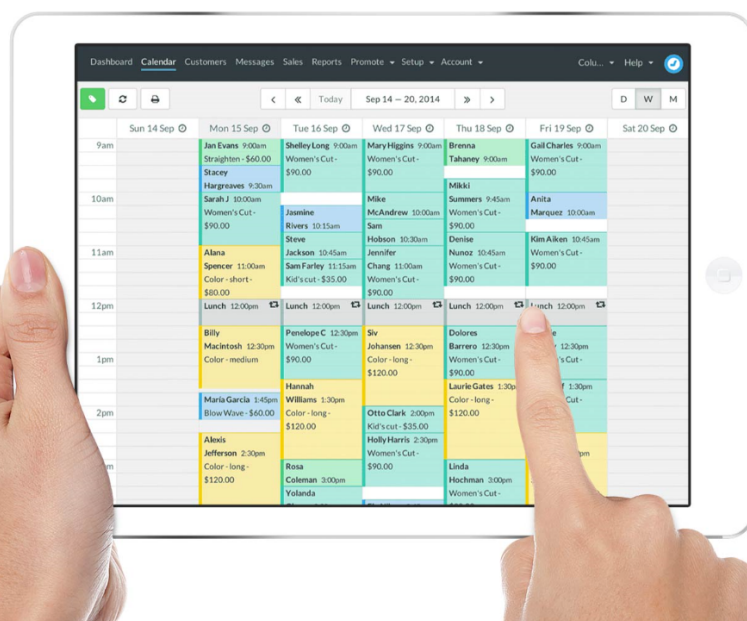 Dashboard Calendar Customers Messages Sales Reports Promote Setup Account Colu... Help
Today Sep 14 — 20, 2014 D W M
Sun 14 Sep Mon 15 Sep Tue 16 Sep Wed 17 Sep Thu 18 Sep Fri 19 Sep Sat 20 Sep
9am
10am
11am
12pm
1pm
2pm
Jan Evans 9:00am
Straighten - $60.00
Stacey
Hargreaves 9:30am
Sarah J 10:00am
Women's Cut -
$90.00
Alana
Spencer 11:00am
Color - short -
$80.00
Lunch 12:00pm
Billy
Macintosh 12:30pm
Color - medium
Maria Garcia 1:45pm
Blow Wave - $60.00
Alexis
Jefferson 2:30pm
Color - long -
$120.00
Shelley Long 9:00am
Women's Cut -
$90.00
Jasmine
Rivers 10:15am
Steve
Jackson 10:45am
Sam Farley 11:15am
Kid's cut - $35.00
Lunch 12:00pm
Penelope C 12:30pm
Women's Cut -
$90.00
Hannah
Williams 1:30pm
Color - long -
$120.00
Rosa
Coleman 3:00pm
Yolanda
Mary Higgins 9:00am
Women's Cut -
$90.00
Mike
McAndrew 10:00am
Sam
Hobson 10:30am
Jennifer
Chang 11:00am
Women's Cut -
$90.00
Lunch 12:00pm
Siv
Johansen 12:30pm
Color - long -
$120.00
Otto Clark 2:00pm
Kid's cut - $35.00
Holly Harris 2:30pm
Women's Cut -
$90.00
Brenna
Tahaney 9:00am
Mikki
Summers 9:45am
Women's Cut -
$90.00
Denise
Nunoz 10:45am
Women's Cut -
$90.00
Lunch 12:00pm
Dolores
Barrero 12:30pm
Women's Cut -
$90.00
Laurie Gates 1:30p
Color - long -
$120.00
Linda
Hochman 3:00pm
Women's Cut -
Gail Charles 9:00am
Women's Cut -
$90.00
Anita
Marquez 10:00am
Kim Aiken 10:45am
Women's Cut -
$90.00
Lunch 12:00pm
12:30pm
Cut -
1:30pm
Cut -
pm